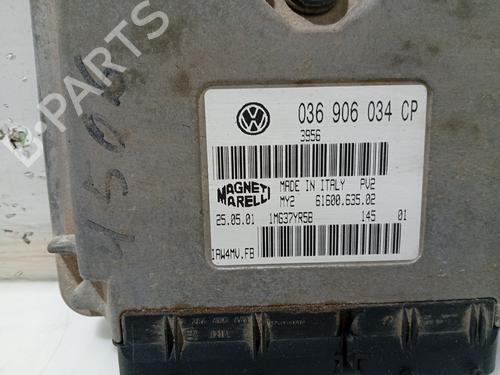 B-PARTS
036 906 034 CP
3956
MAGNETI MARELLI
MADE IN ITALY PV2
MY2 61600.635.02
25.05.01 1MG37YR5B 145 01
IAW4MV.FB